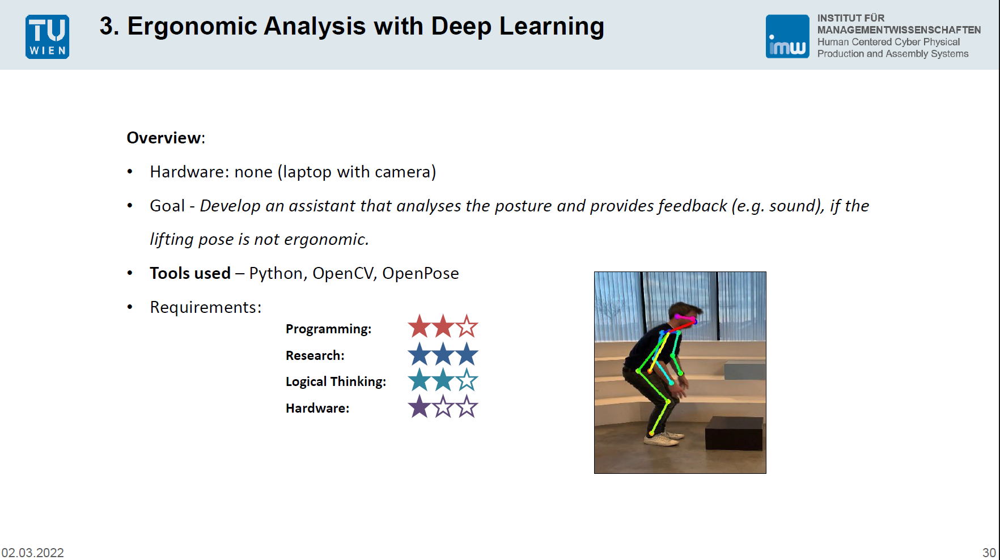 TU
WIEN
3. Ergonomic Analysis with Deep Learning
imw
INSTITUT FÜR
MANAGEMENTWISSENSCHAFTEN
Human Centered Cyber Physical
Production and Assembly Systems
Overview:
• Hardware: none (laptop with camera)
• Goal - Develop an assistant that analyses the posture and provides feedback (e.g. sound), if the
lifting pose is not ergonomic.
• Tools used – Python, OpenCV, OpenPose
• Requirements:
Programming:
Research:
Logical Thinking:
Hardware:
02.03.2022
30